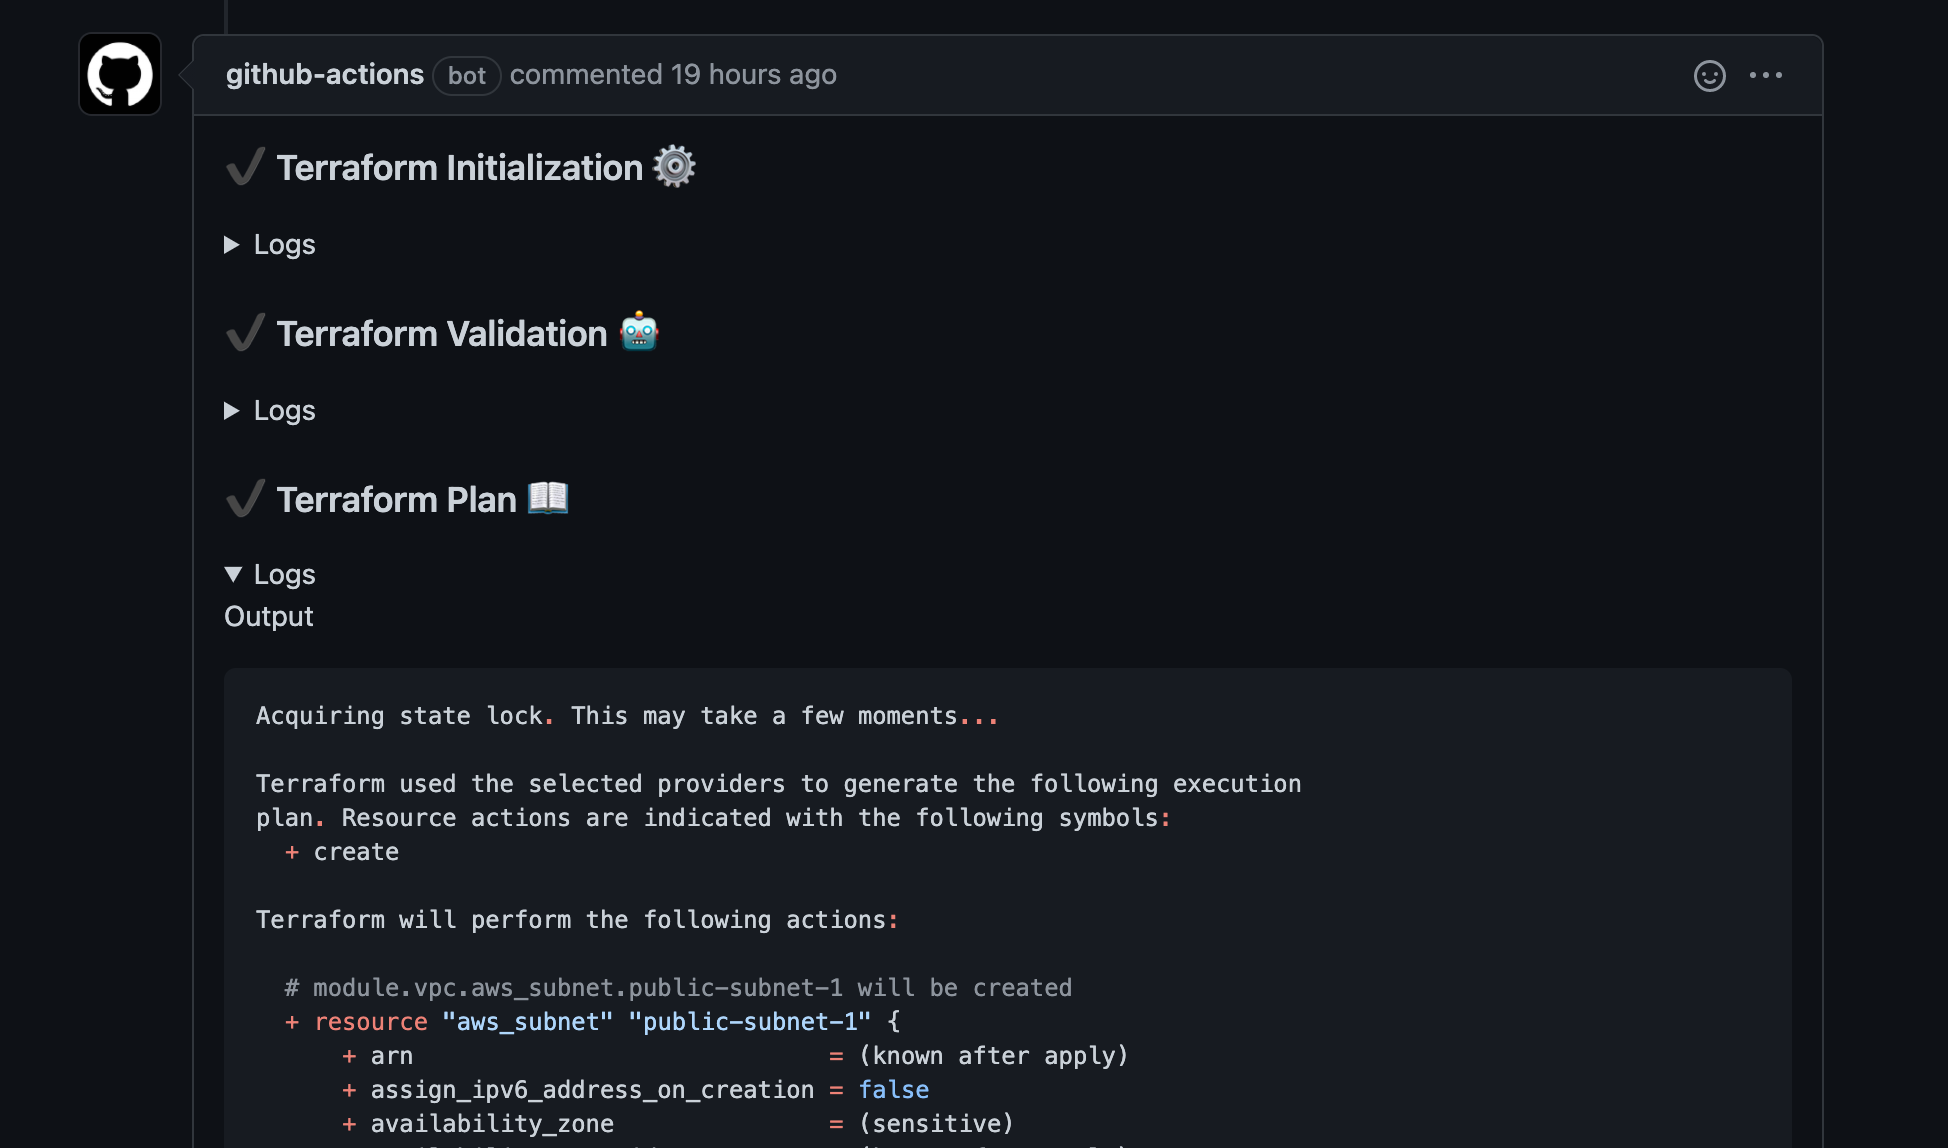 github-actions bot commented 19 hours ago
✔️ Terraform Initialization ⚙️
▶ Logs
✔️ Terraform Validation 🤖
▶ Logs
✔️ Terraform Plan 📖
▼ Logs
Output
Acquiring state lock. This may take a few moments...
Terraform used the selected providers to generate the following execution
plan. Resource actions are indicated with the following symbols:
  + create
Terraform will perform the following actions:
  # module.vpc.aws_subnet.public-subnet-1 will be created
  + resource "aws_subnet" "public-subnet-1" {
      + arn                             = (known after apply)
      + assign_ipv6_address_on_creation = false
      + availability_zone               = (sensitive)